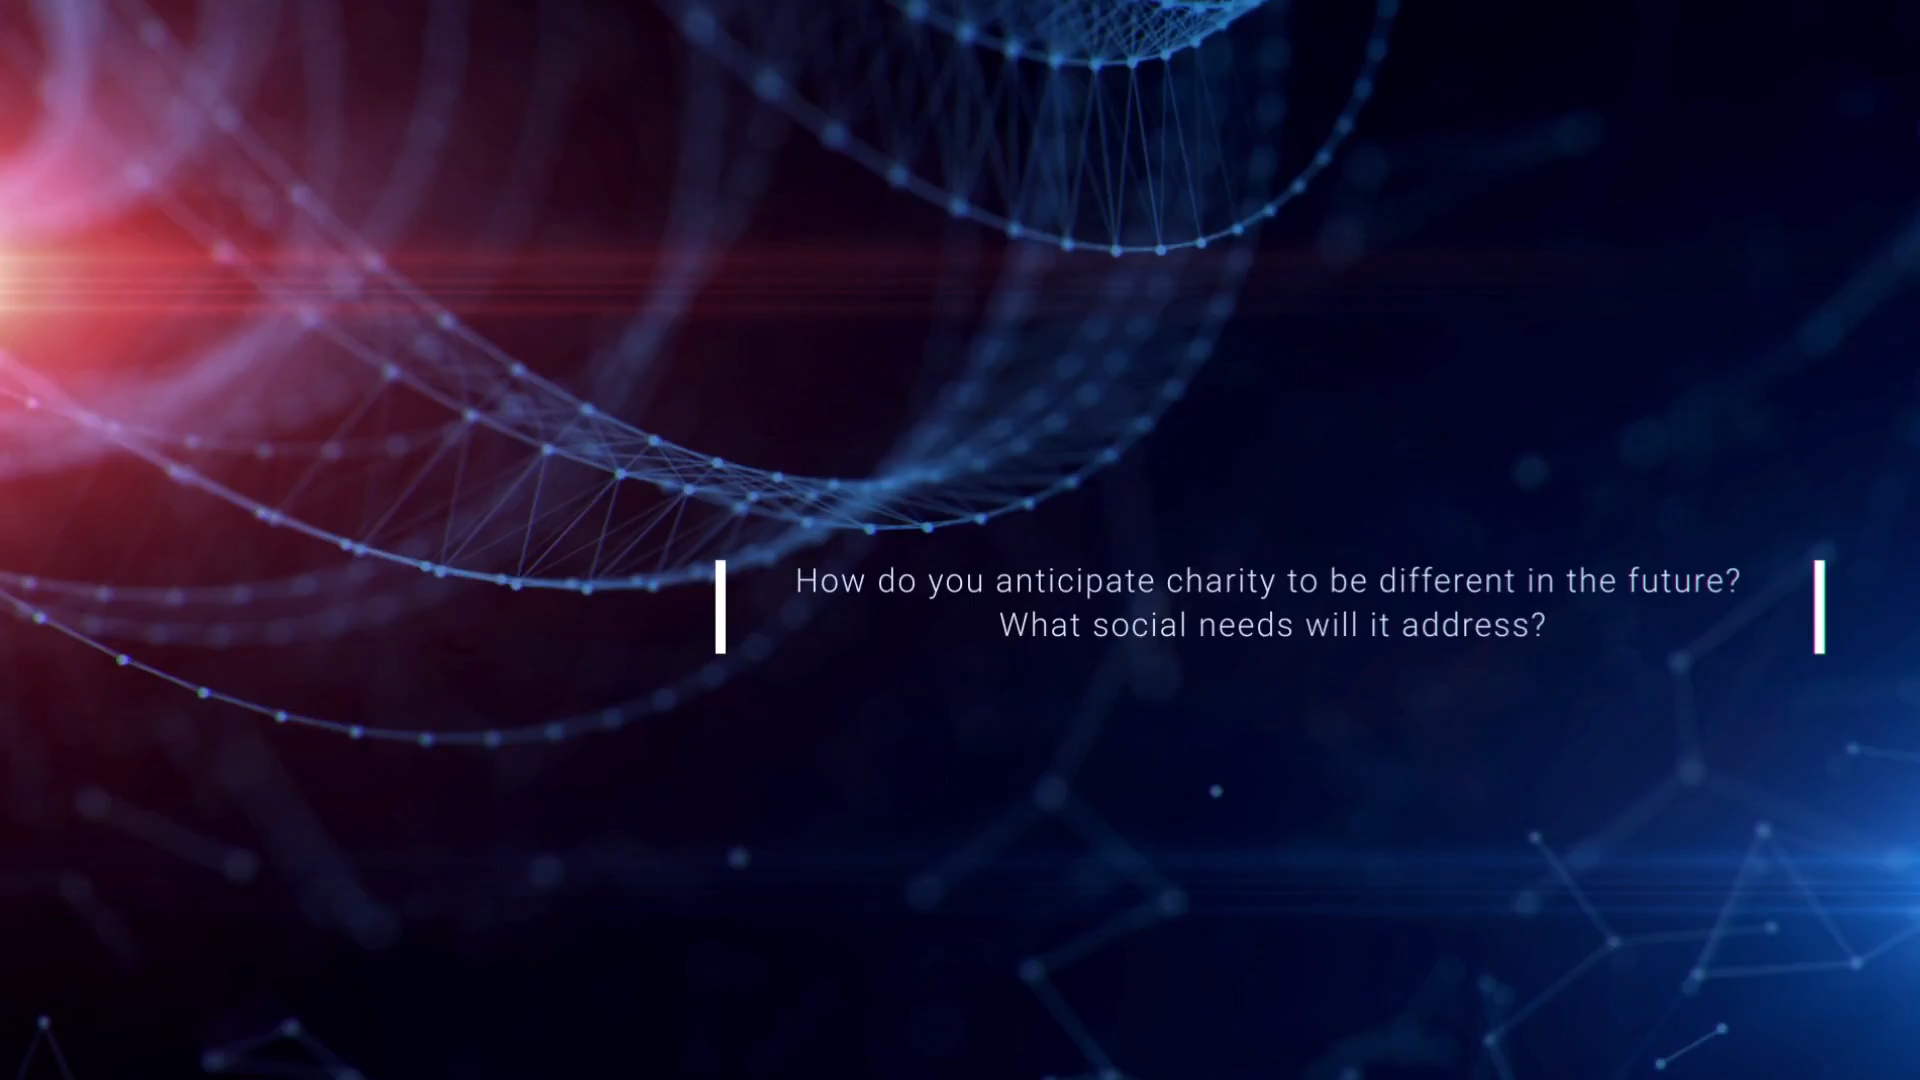 How do you anticipate charity to be different in the future?
What social needs will it address?